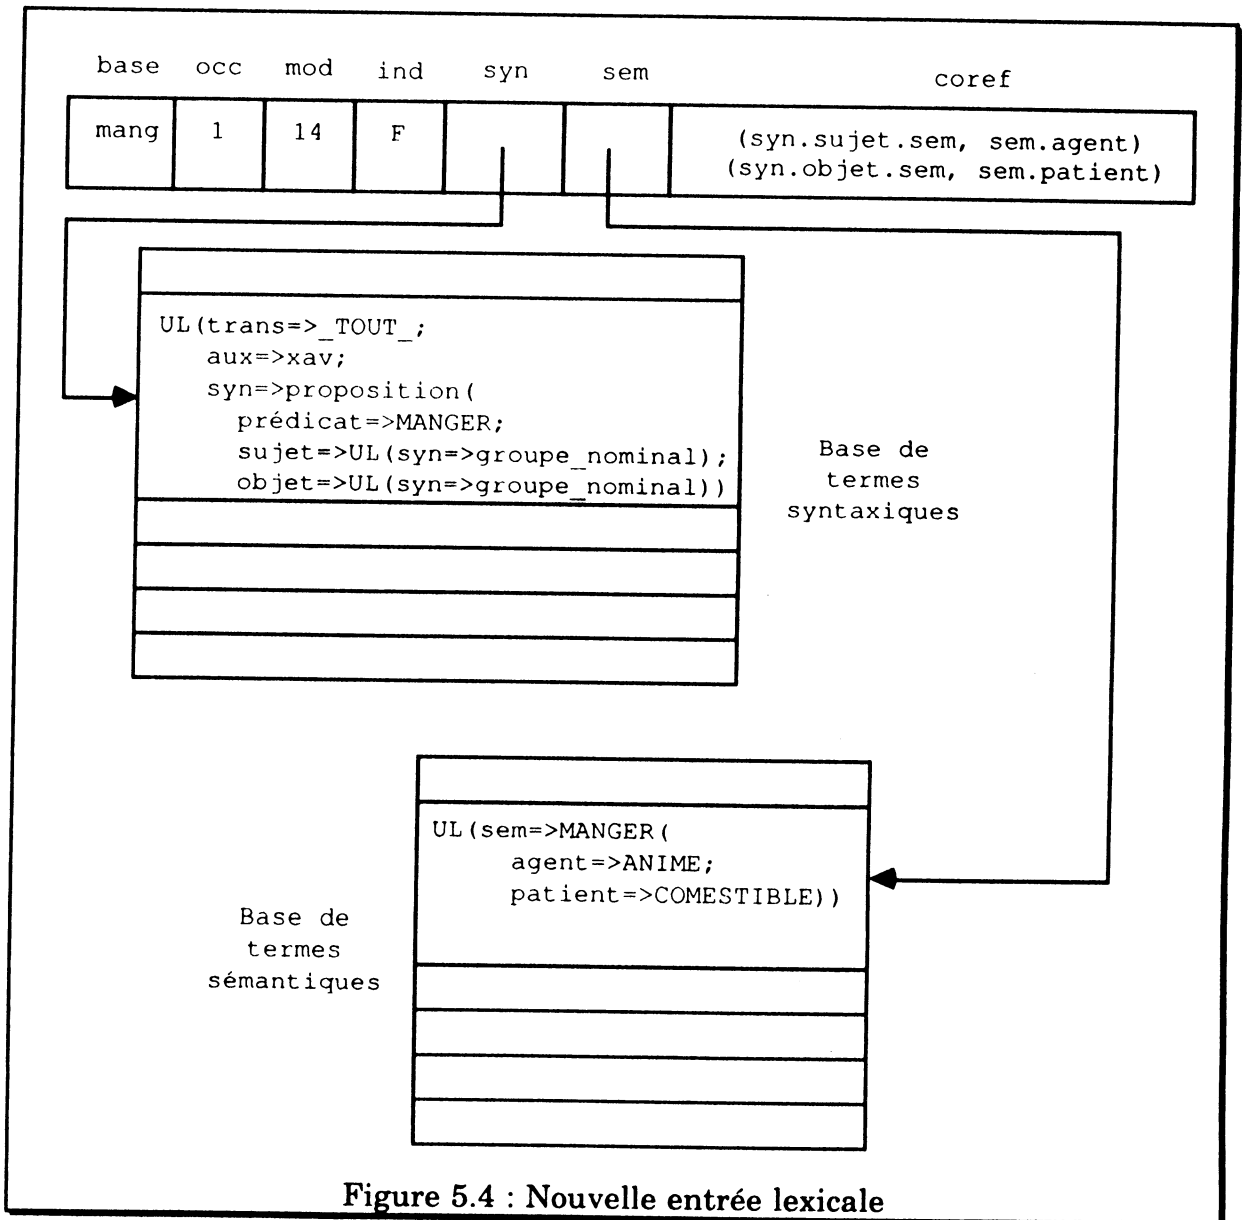 base occ mod ind syn sem coref
mang 1 14 F (syn.sujet.sem, sem.agent)
(syn.objet.sem, sem.patient)
UL(trans=>_TOUT_;
aux=>xav;
syn=>proposition(
prédicat=>MANGER;
sujet=>UL(syn=>groupe_nominal);
objet=>UL(syn=>groupe_nominal))
Base de
termes
syntaxiques
UL(sem=>MANGER(
agent=>ANIME;
patient=>COMESTIBLE))
Base de
termes
sémantiques
Figure 5.4 : Nouvelle entrée lexicale